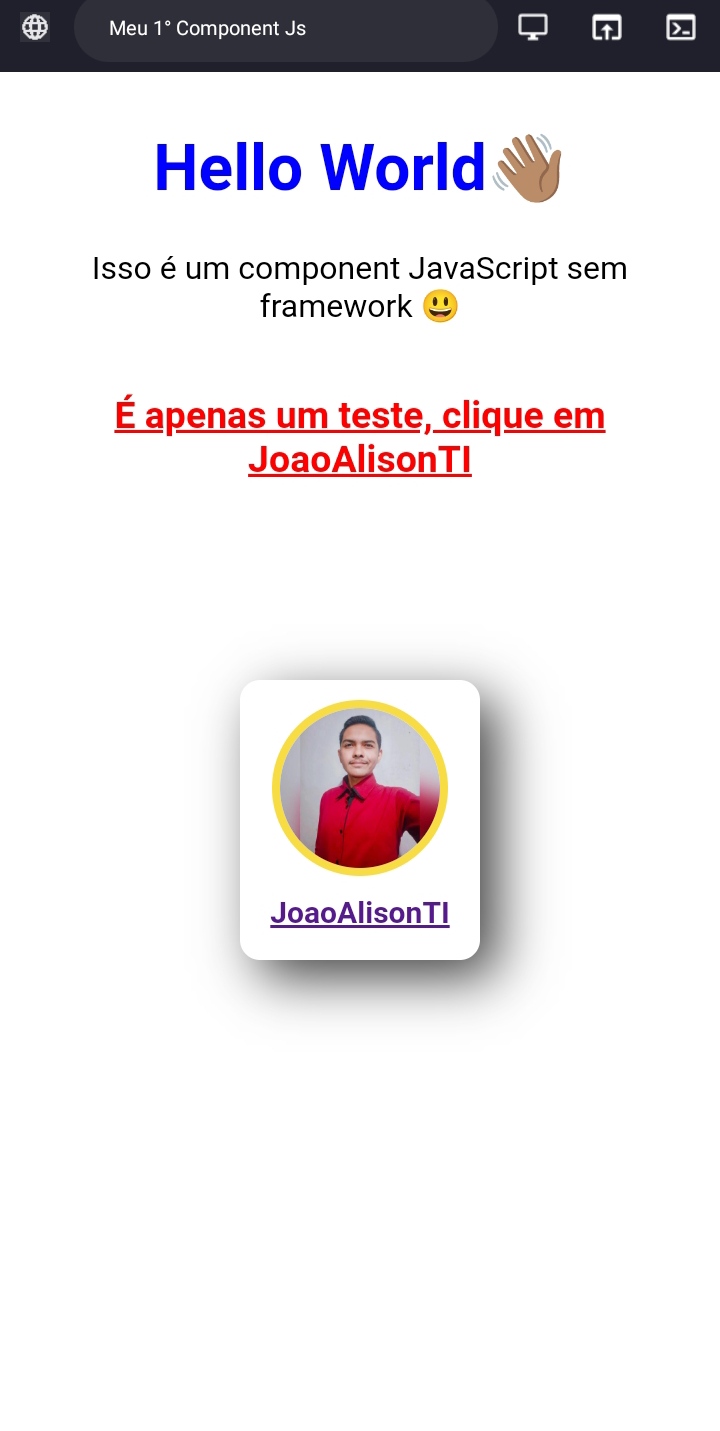 Meu 1° Component Js
Hello World👋🏽
Isso é um component JavaScript sem
framework 😃
É apenas um teste, clique em
JoaoAlisonTI
JoaoAlisonTI